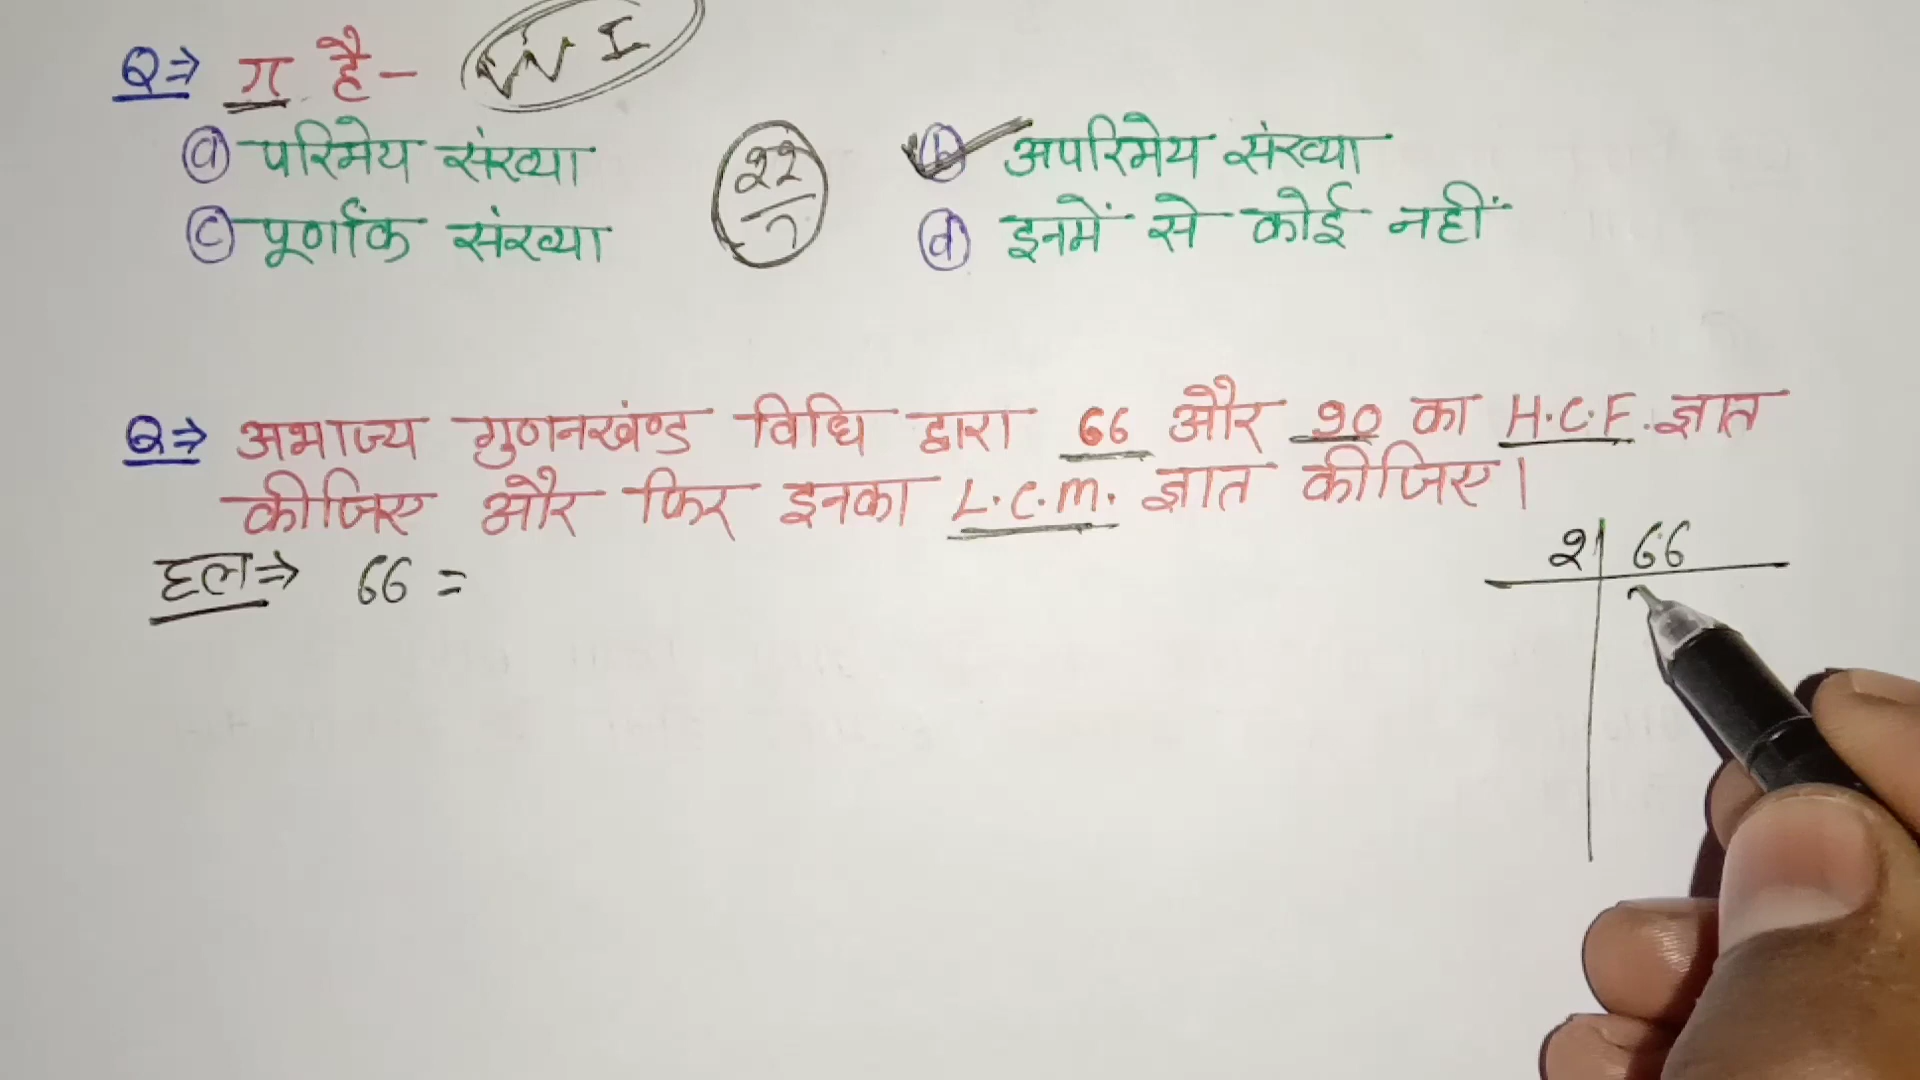 Q⇒ π है- VVI
ⓐ परिमेय संख्या ⓑ अपरिमेय संख्या
22/7
ⓒ पूर्णांक संख्या ⓓ इनमें से कोई नहीं
Q⇒ अभाज्य गुणनखंण्ड विधि द्वारा 66 और 90 का H.C.F. ज्ञात
कीजिए और फिर इनका L.C.M. ज्ञात कीजिए।
हल⇒ 66 =
2 66